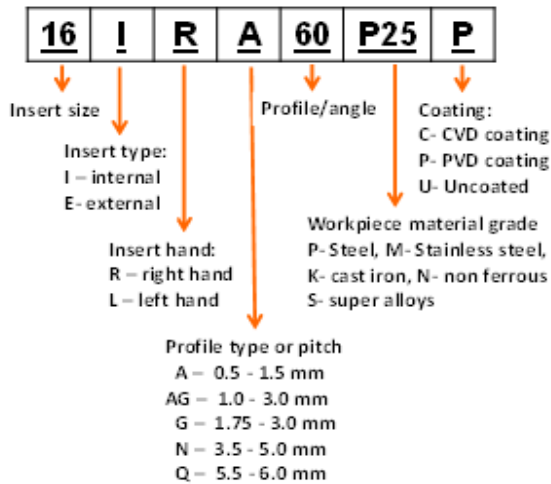 16 I R A 60 P25 P
Insert size
Profile/angle
Coating:
C- CVD coating
P- PVD coating
U- Uncoated
Insert type:
I – internal
E- external
Workpiece material grade
P- Steel, M- Stainless steel,
K- cast iron, N- non ferrous
S- super alloys
Insert hand:
R – right hand
L – left hand
Profile type or pitch
A – 0.5 - 1.5 mm
AG – 1.0 - 3.0 mm
G – 1.75 - 3.0 mm
N – 3.5 - 5.0 mm
Q – 5.5 - 6.0 mm